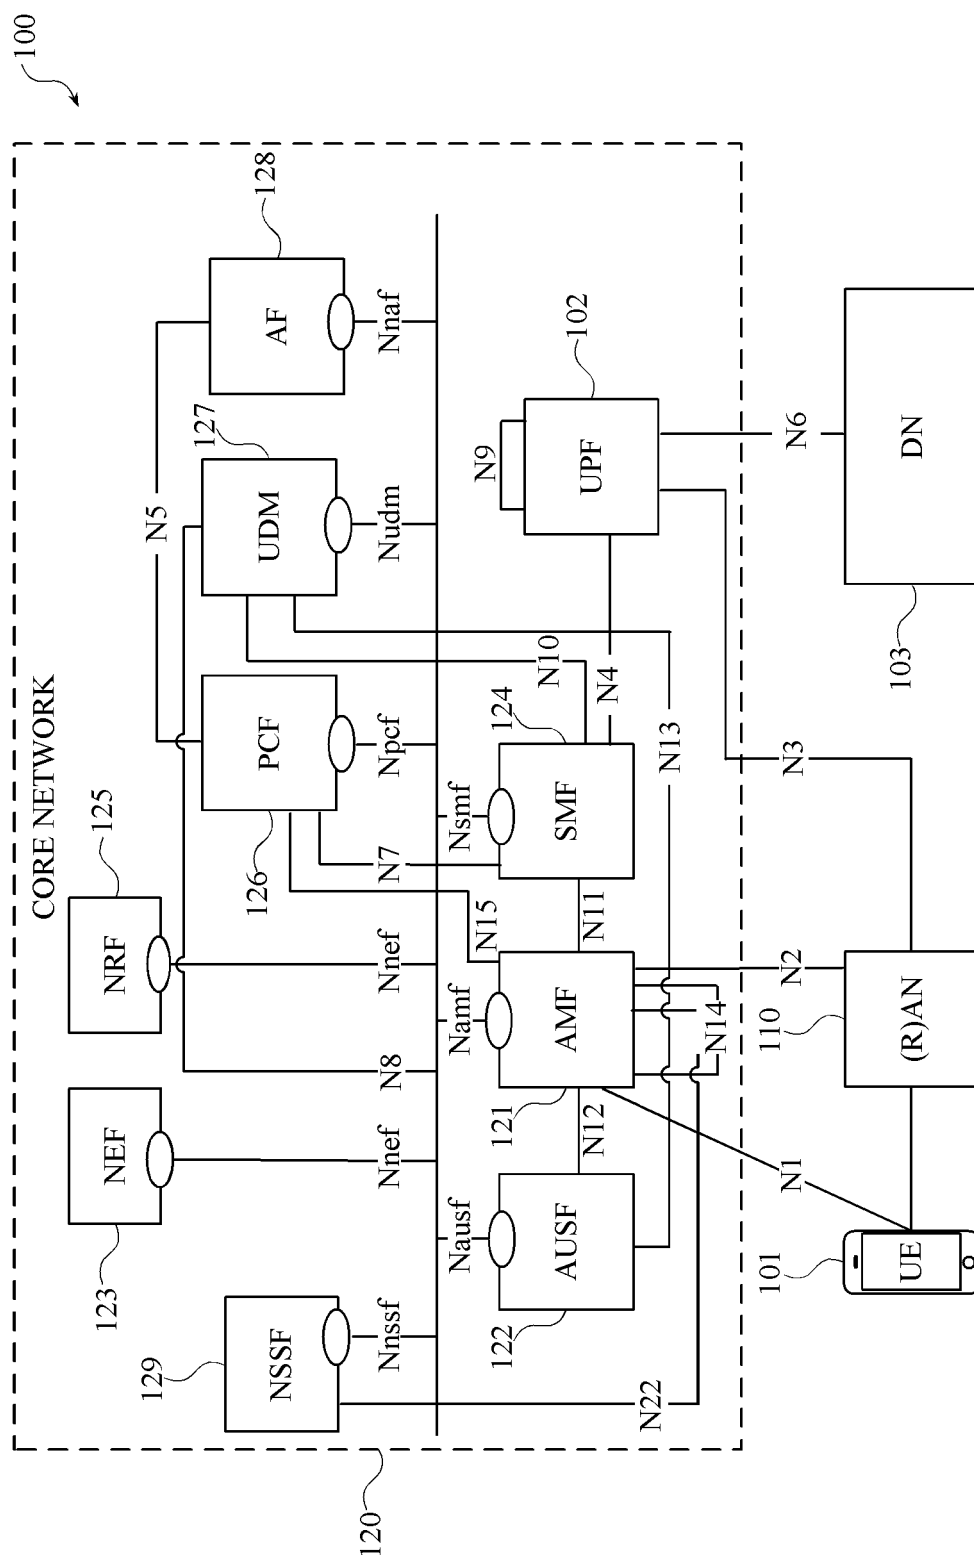 100
CORE NETWORK
120
129
NSSF
Nnssf
123
NEF
Nnef
N8
NRF
125
Nnef
PCF
126
Npcf
N5
UDM
127
Nudm
AF
128
Nnaf
Nausf
AUSF
122
N12
Namf
AMF
121
N15
N7
N11
Nsmf
SMF
124
N10
N4
N9
UPF
102
N22
N14
N13
N1
N2
N3
N6
101
UE
110
(R)AN
103
DN